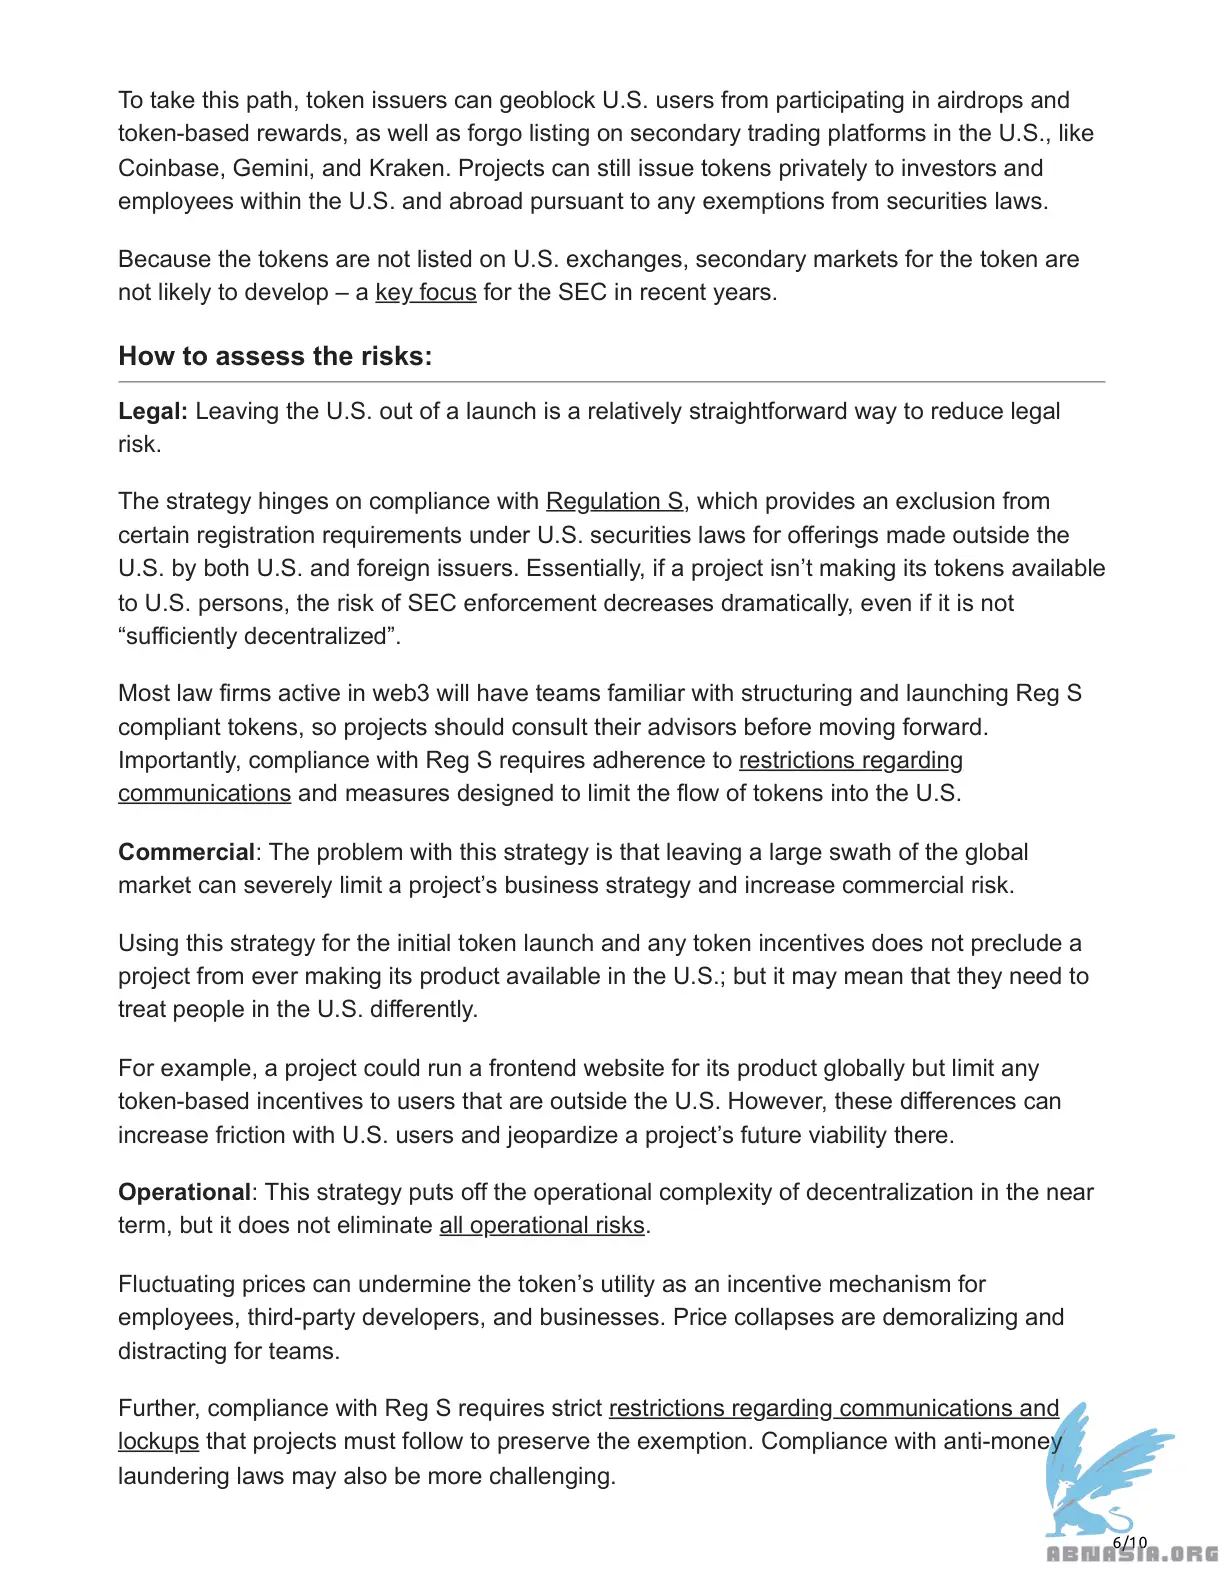 To take this path, token issuers can geoblock U.S. users from participating in airdrops and
token-based rewards, as well as forgo listing on secondary trading platforms in the U.S., like
Coinbase, Gemini, and Kraken. Projects can still issue tokens privately to investors and
employees within the U.S. and abroad pursuant to any exemptions from securities laws.
Because the tokens are not listed on U.S. exchanges, secondary markets for the token are
not likely to develop – a key focus for the SEC in recent years.
How to assess the risks:
Legal: Leaving the U.S. out of a launch is a relatively straightforward way to reduce legal
risk.
The strategy hinges on compliance with Regulation S, which provides an exclusion from
certain registration requirements under U.S. securities laws for offerings made outside the
U.S. by both U.S. and foreign issuers. Essentially, if a project isn’t making its tokens available
to U.S. persons, the risk of SEC enforcement decreases dramatically, even if it is not
“sufficiently decentralized”.
Most law firms active in web3 will have teams familiar with structuring and launching Reg S
compliant tokens, so projects should consult their advisors before moving forward.
Importantly, compliance with Reg S requires adherence to restrictions regarding
communications and measures designed to limit the flow of tokens into the U.S.
Commercial: The problem with this strategy is that leaving a large swath of the global
market can severely limit a project’s business strategy and increase commercial risk.
Using this strategy for the initial token launch and any token incentives does not preclude a
project from ever making its product available in the U.S.; but it may mean that they need to
treat people in the U.S. differently.
For example, a project could run a frontend website for its product globally but limit any
token-based incentives to users that are outside the U.S. However, these differences can
increase friction with U.S. users and jeopardize a project’s future viability there.
Operational: This strategy puts off the operational complexity of decentralization in the near
term, but it does not eliminate all operational risks.
Fluctuating prices can undermine the token’s utility as an incentive mechanism for
employees, third-party developers, and businesses. Price collapses are demoralizing and
distracting for teams.
Further, compliance with Reg S requires strict restrictions regarding communications and
lockups that projects must follow to preserve the exemption. Compliance with anti-money
laundering laws may also be more challenging.
6/10
ABNASIA.ORG